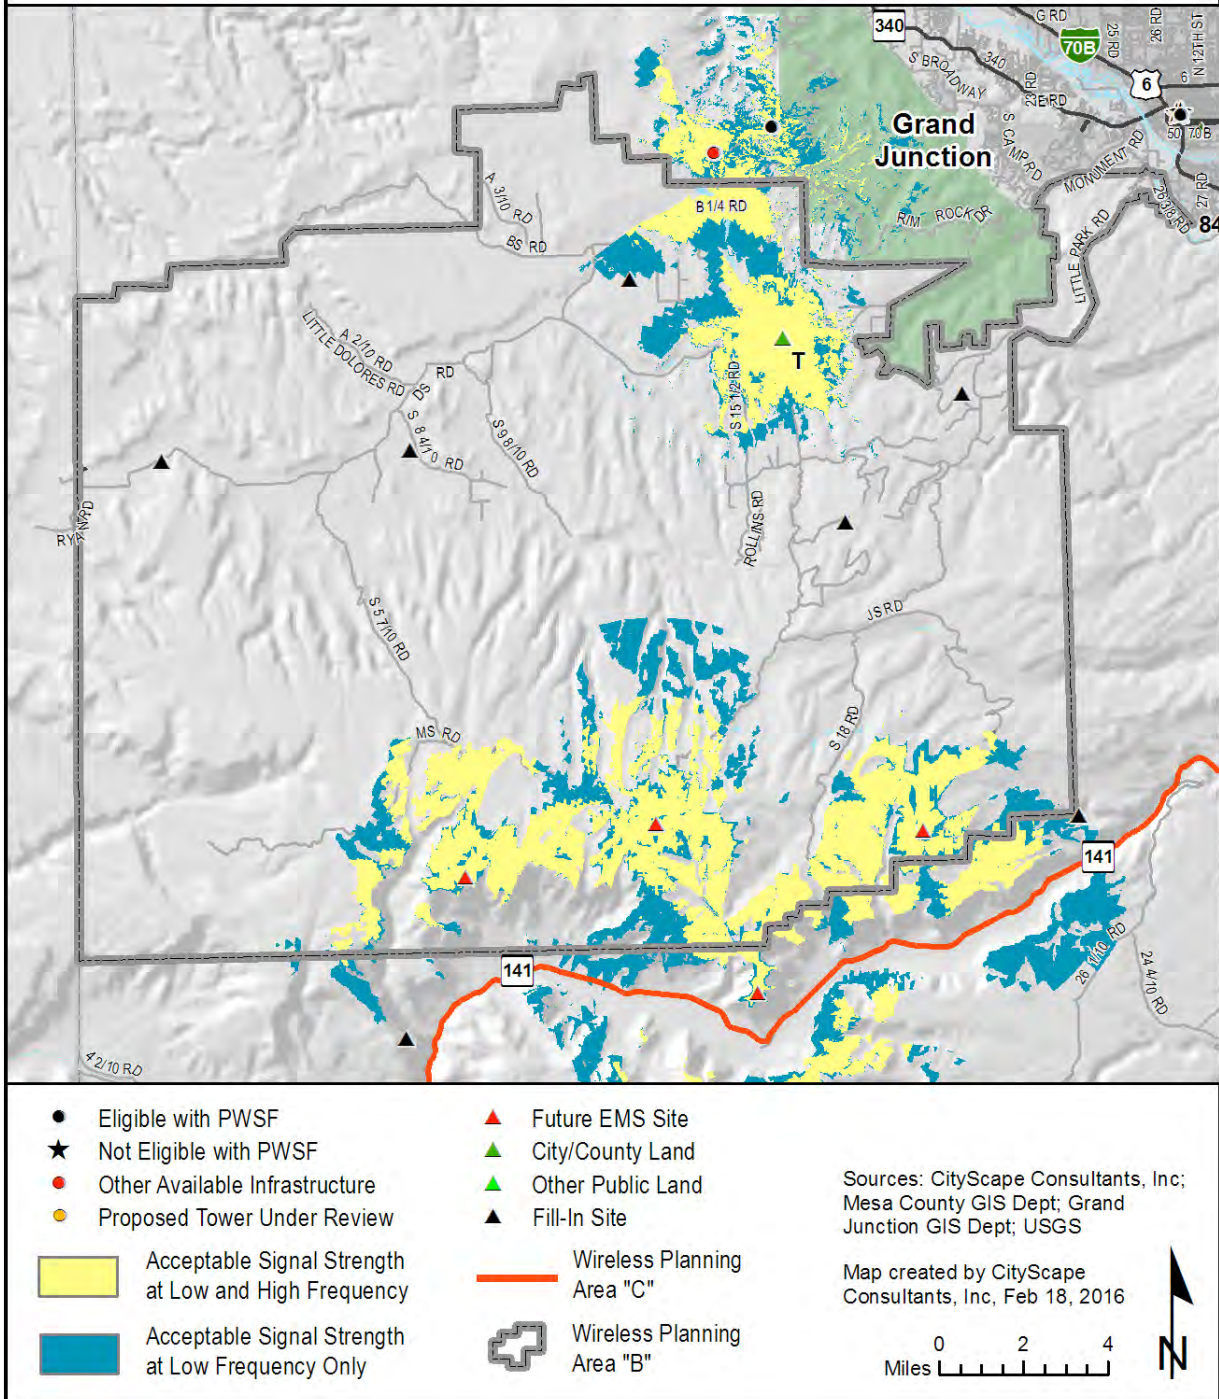 340
G RD
25 RD
26 RD
N 12TH ST
70B
S BROADWAY
340
23 RD
E RD
6
6
50
70B
Grand
Junction
S CAMP RD
MONUMENT RD
26 3/8 RD
27 RD
84
A 3/10 RD
BS RD
B 1/4 RD
RIM ROCK DR
LITTLE PARK RD
A 2/10 RD
LITTLE DOLORES RD
DS RD
T
S 15 1/2 RD
S 8 4/10 RD
S 9 8/10 RD
RYAN RD
ROLLINS RD
S 5 7/10 RD
JS RD
MS RD
S 18 RD
141
141
26 1/10 RD
24 4/10 RD
4 2/10 RD
Eligible with PWSF
Not Eligible with PWSF
Other Available Infrastructure
Proposed Tower Under Review
Acceptable Signal Strength
at Low and High Frequency
Acceptable Signal Strength
at Low Frequency Only
Future EMS Site
City/County Land
Other Public Land
Fill-In Site
Wireless Planning
Area "C"
Wireless Planning
Area "B"
Sources: CityScape Consultants, Inc;
Mesa County GIS Dept; Grand
Junction GIS Dept; USGS
Map created by CityScape
Consultants, Inc, Feb 18, 2016
0 2 4
Miles
N